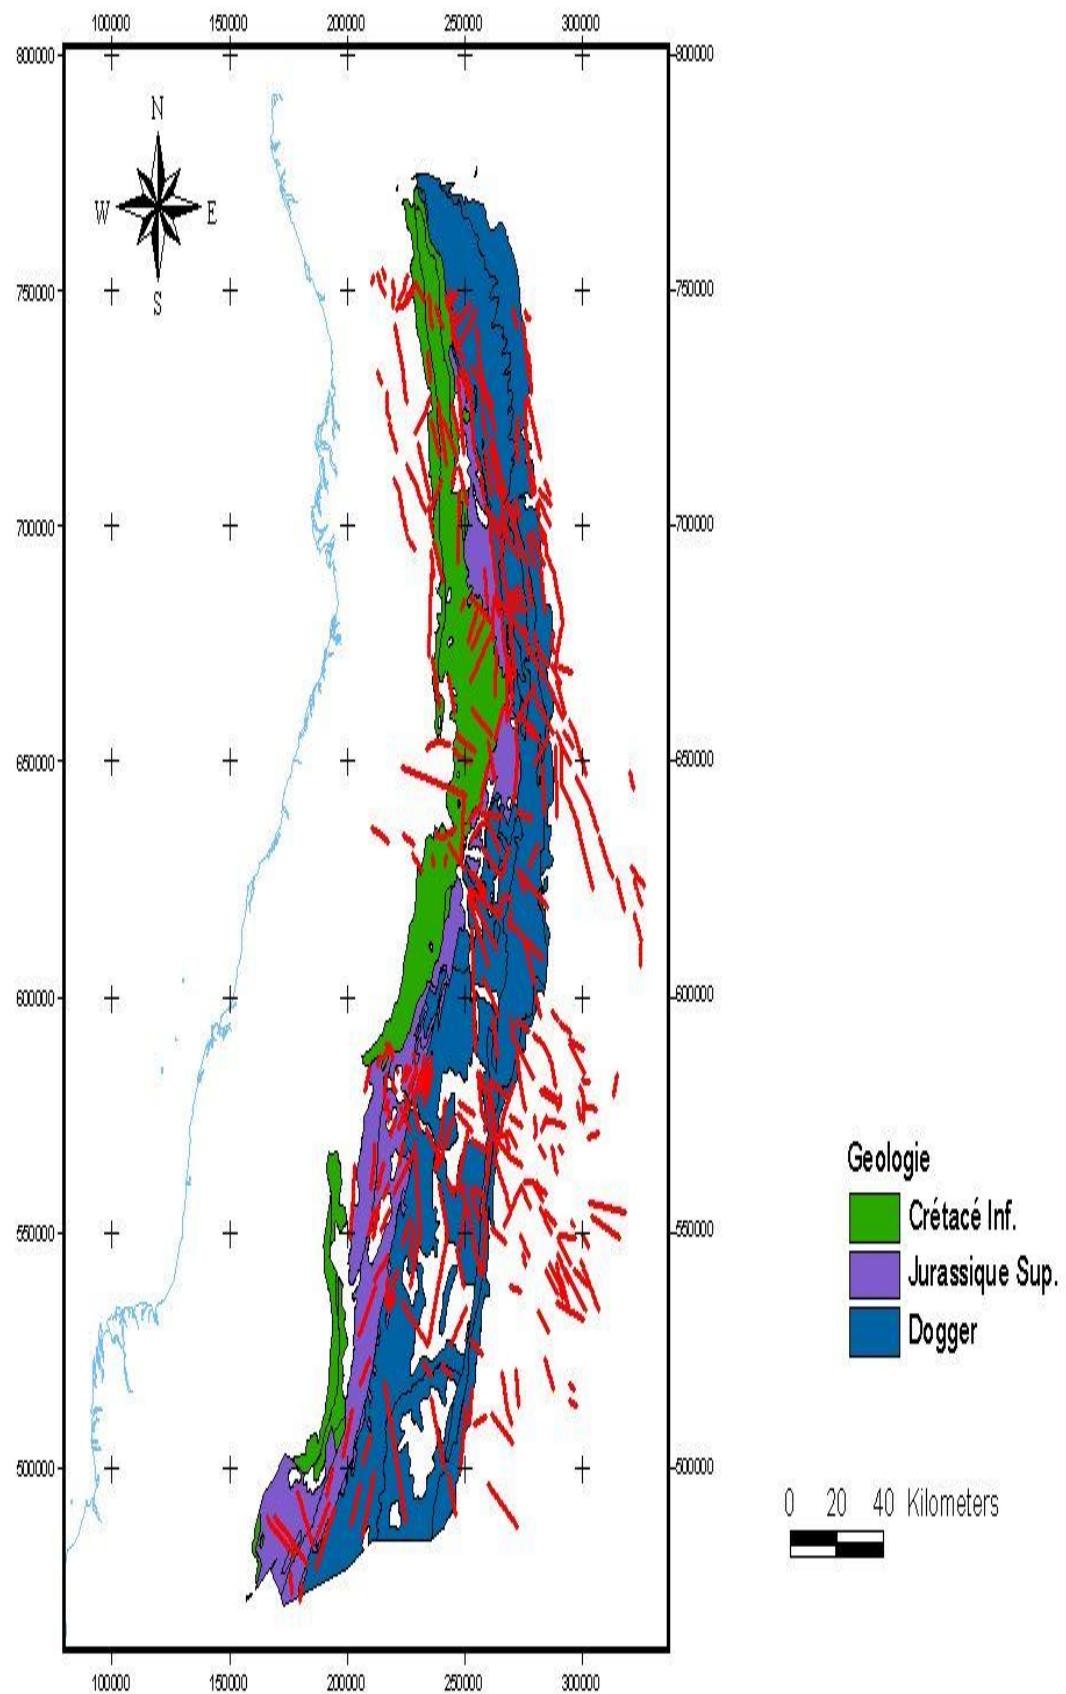 100000 150000 200000 250000 300000
800000 800000
N
W E
S
750000 750000
700000 700000
650000 650000
600000 600000
Geologie
Crétacé Inf.
550000 550000
Jurassique Sup.
Dogger
500000 500000
0 20 40 Kilometers
100000 150000 200000 250000 300000